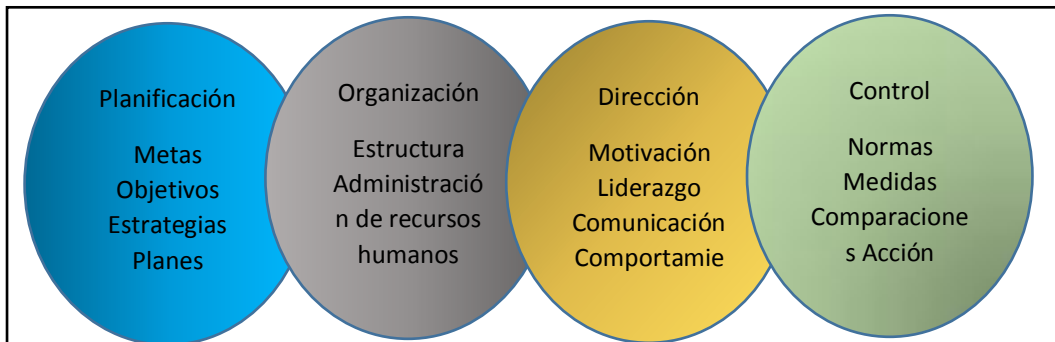 Planificación
Metas
Objetivos
Estrategias
Planes
Organización
Estructura
Administració
n de recursos
humanos
Dirección
Motivación
Liderazgo
Comunicación
Comportamie
Control
Normas
Medidas
Comparacione
s Acción